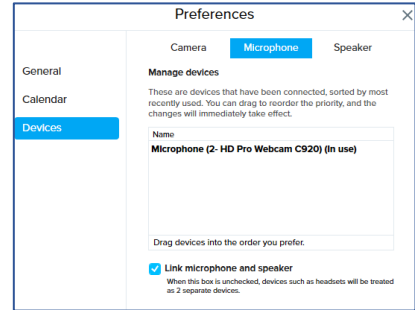 Preferences
Camera
Microphone
Speaker
General
Calendar
Devices
Manage devices
These are devices that have been connected, sorted by most
recently used. You can drag to reorder the priority, and the
changes will immediately take effect.
Name
Microphone (2- HD Pro Webcam C920) (In use)
Drag devices into the order you prefer.
Link microphone and speaker
When this box is unchecked, devices such as headsets will be treated
as 2 separate devices.